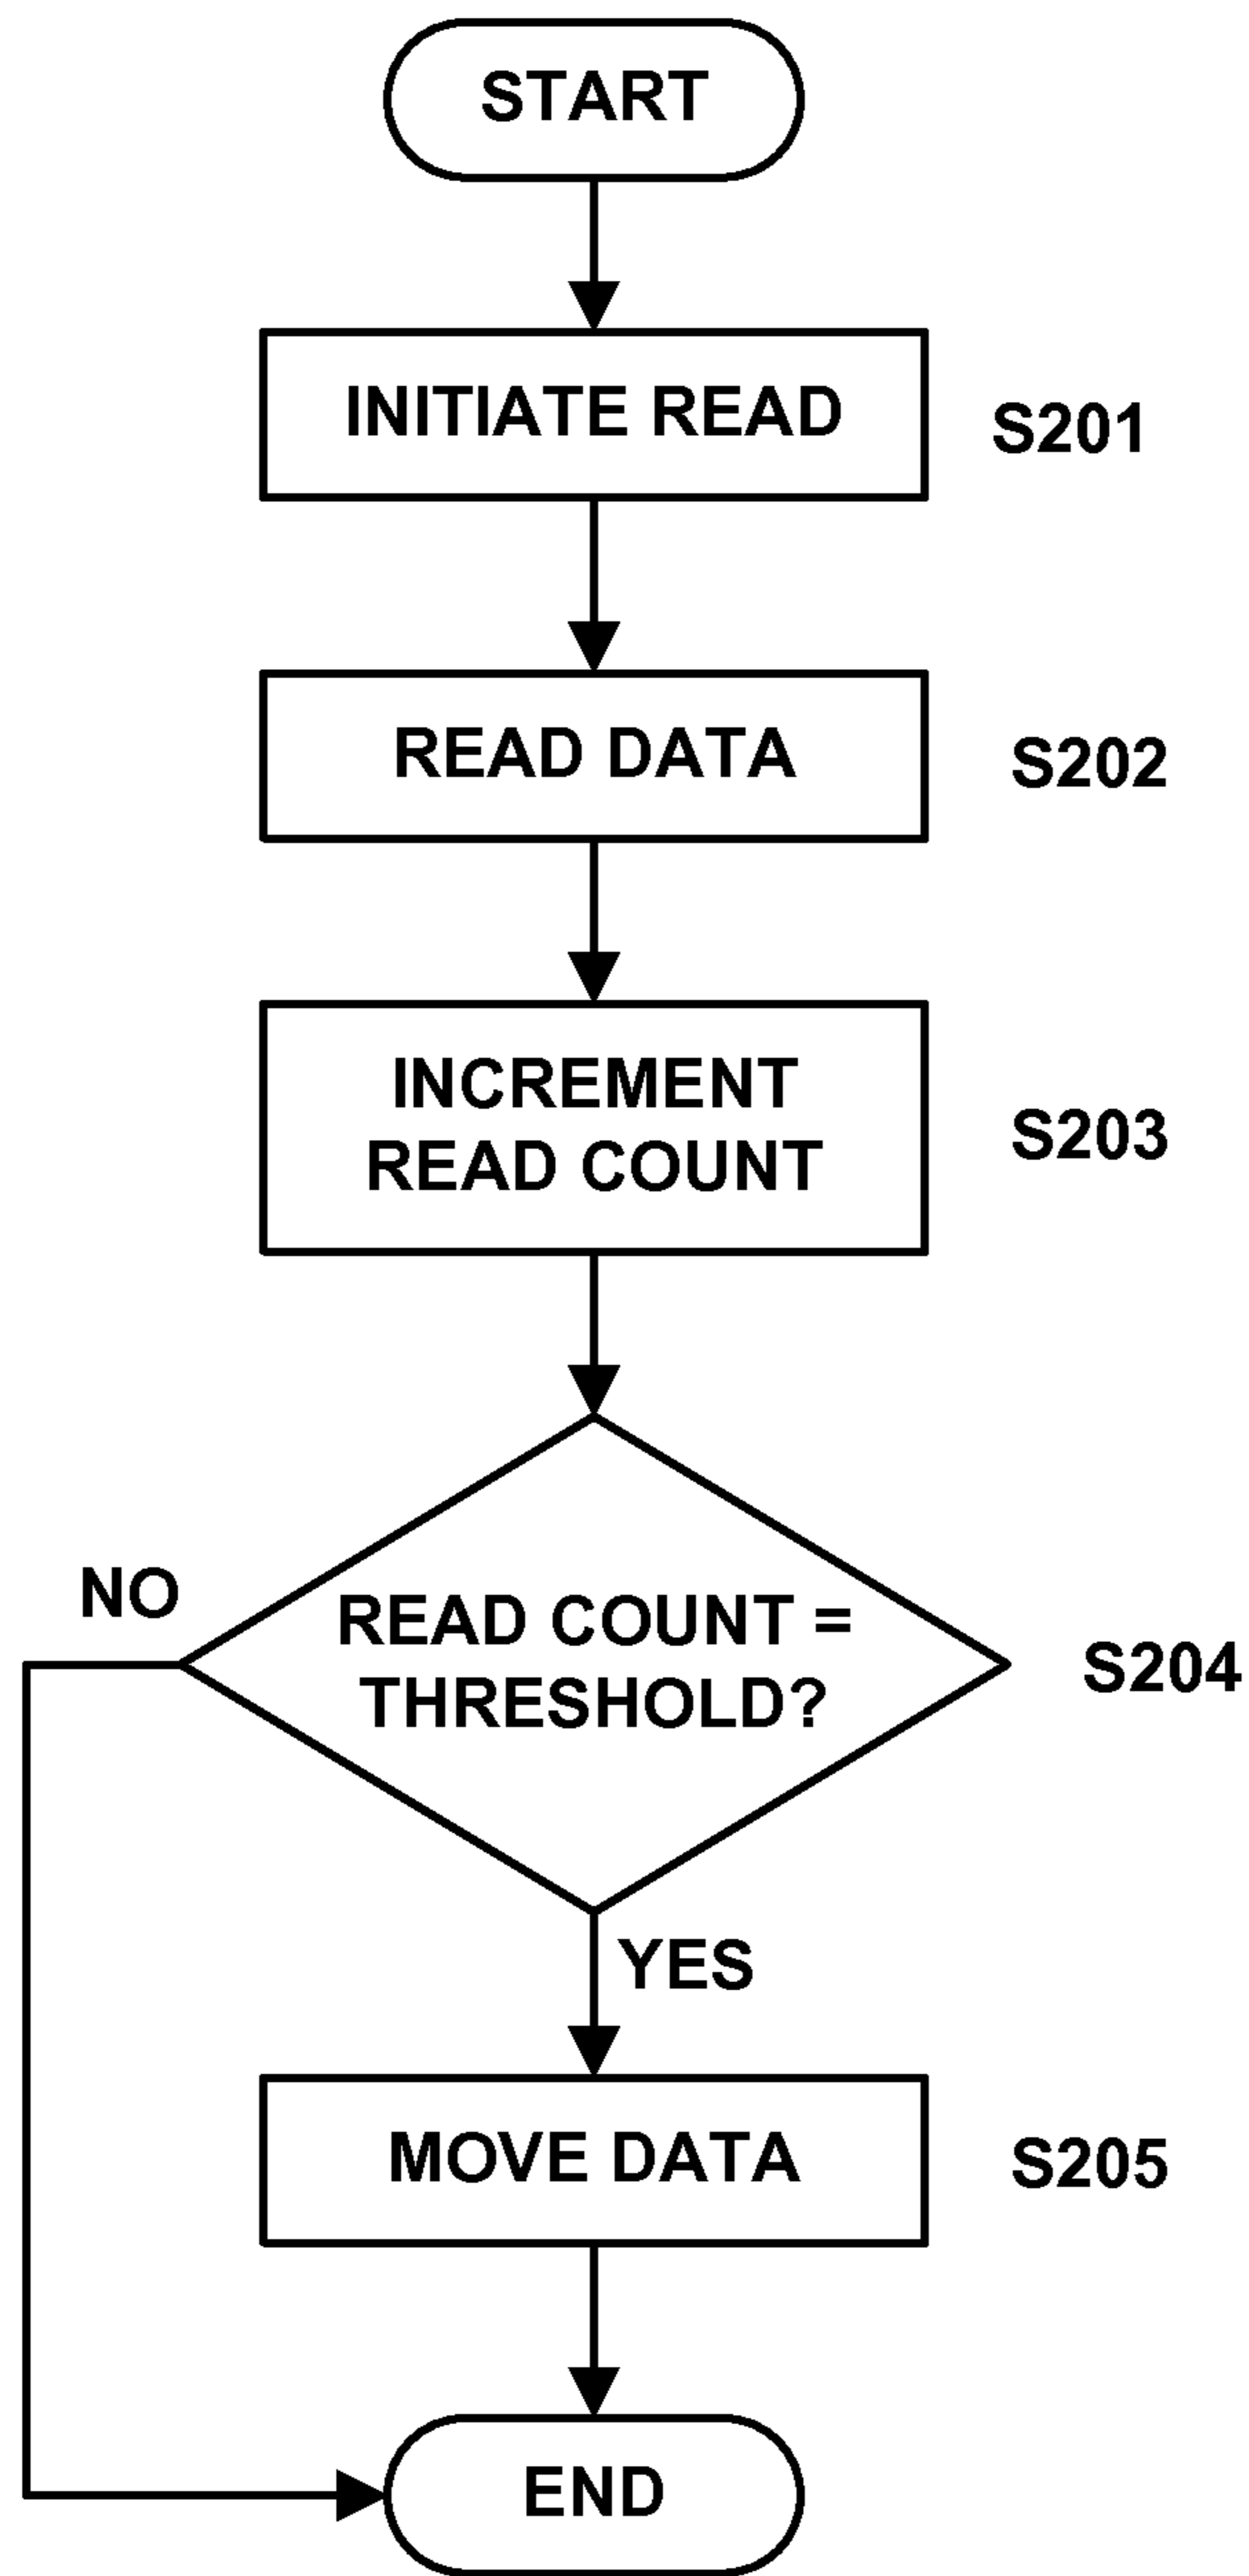 START
INITIATE READ
S201
READ DATA
S202
INCREMENT
READ COUNT
S203
NO
READ COUNT =
THRESHOLD?
S204
YES
MOVE DATA
S205
END